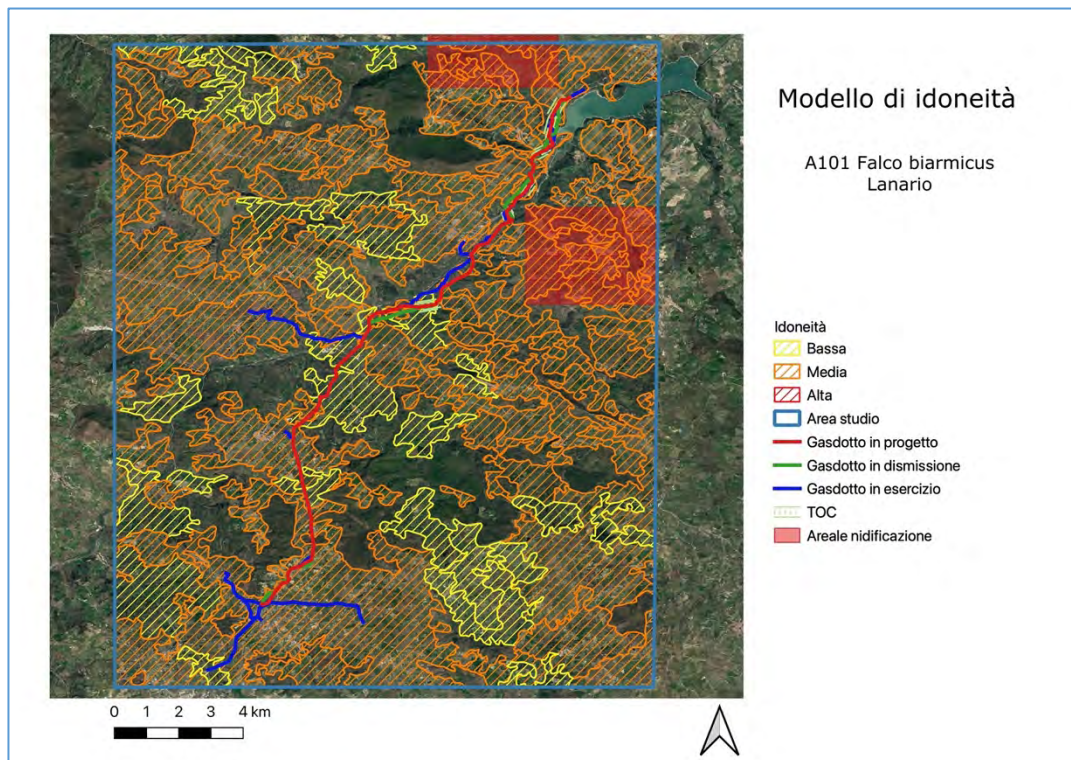 Modello di idoneità
A101 Falco biarmicus
Lanario
Idoneità
Bassa
Media
Alta
Area studio
Gasdotto in progetto
Gasdotto in dismissione
Gasdotto in esercizio
TOC
Areale nidificazione
0 1 2 3 4 km